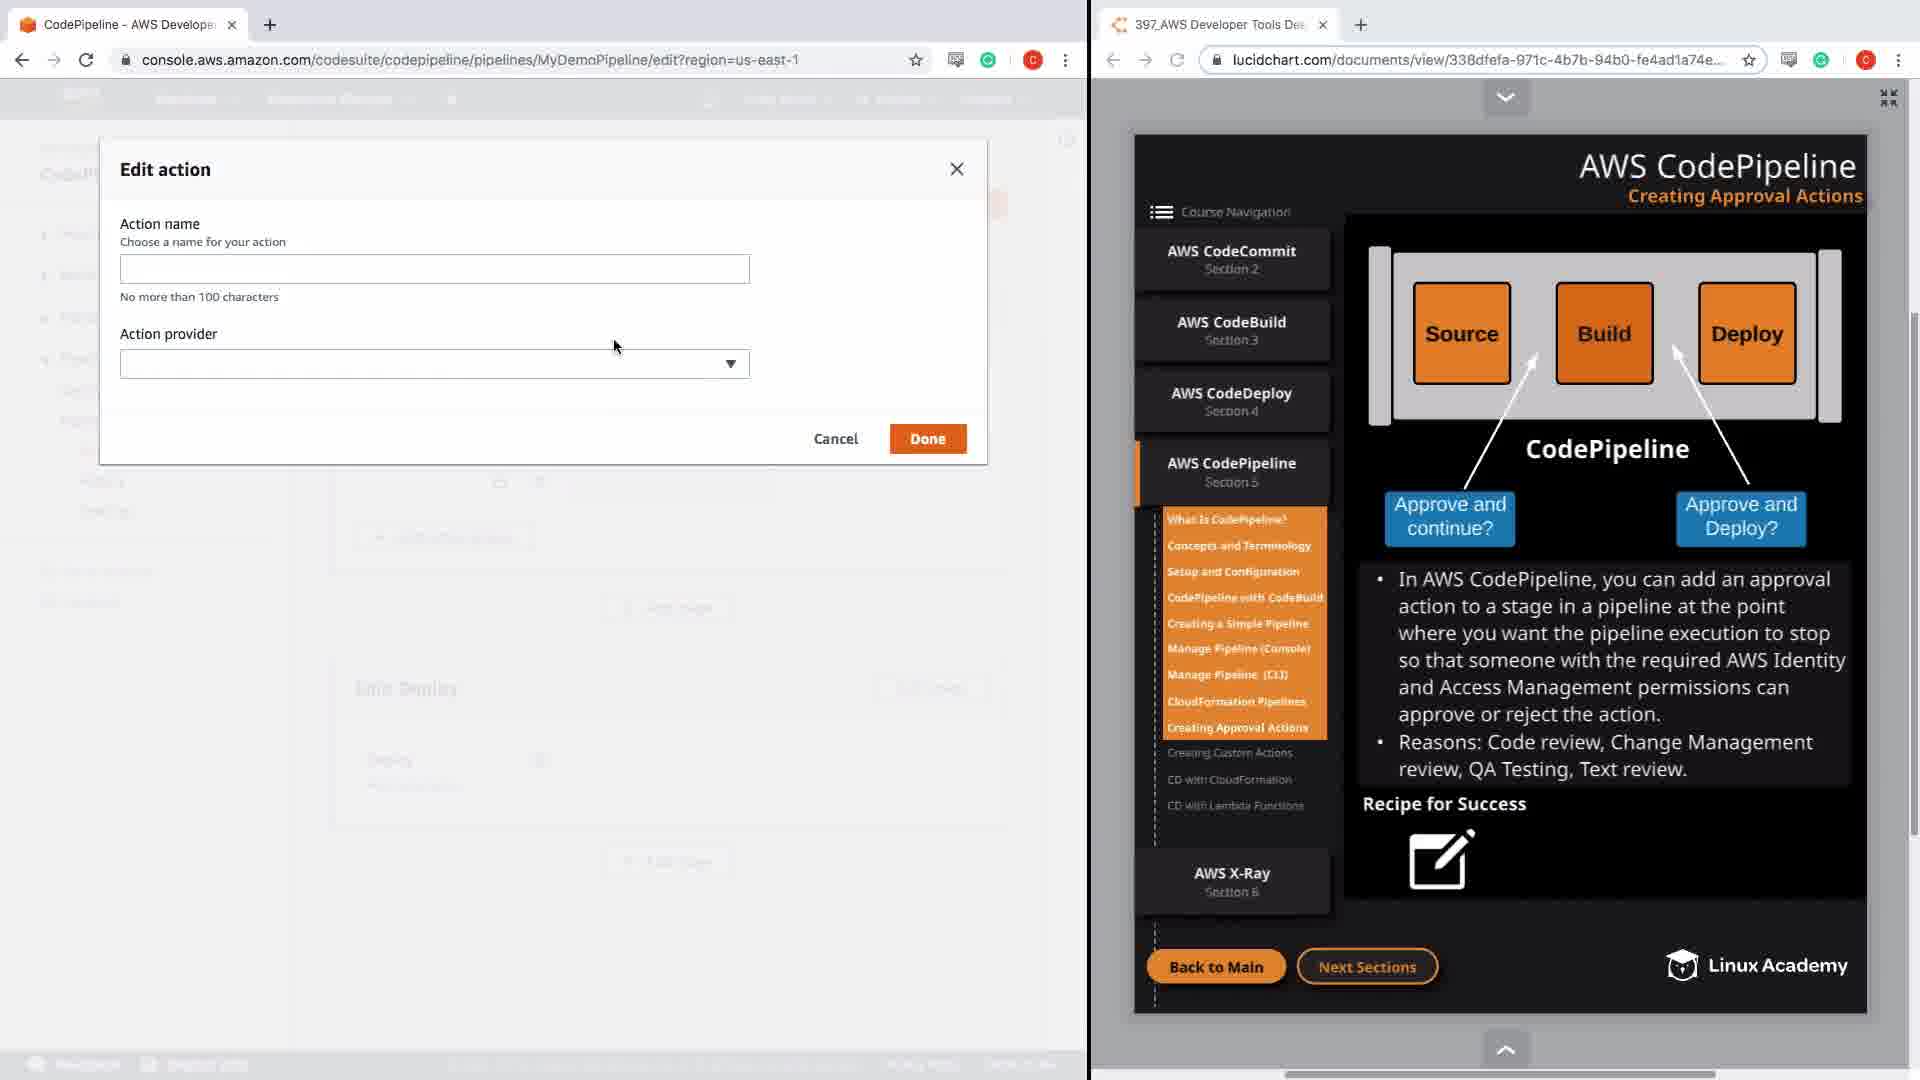 CodePipeline - AWS Develope
console.aws.amazon.com/codesuite/codepipeline/pipelines/MyDemoPipeline/edit?region=us-east-1
C
Edit action
Action name
Choose a name for your action
No more than 100 characters
Action provider
Cancel
Done
Edit: Deploy
Deploy
397_AWS Developer Tools De
lucidchart.com/documents/view/338dfefa-971c-4b7b-94b0-fe4ad1a74e...
C
AWS CodePipeline
Creating Approval Actions
Course Navigation
AWS CodeCommit
Section 2
AWS CodeBuild
Section 3
AWS CodeDeploy
Section 4
AWS CodePipeline
Section 5
What Is CodePipeline?
Concepts and Terminology
Setup and Configuration
CodePipeline with CodeBuild
Creating a Simple Pipeline
Manage Pipeline (Console)
Manage Pipeline (CLI)
CloudFormation Pipelines
Creating Approval Actions
Creating Custom Actions
CD with CloudFormation
CD with Lambda Functions
AWS X-Ray
Section 6
Back to Main
Next Sections
Source
Build
Deploy
CodePipeline
Approve and
continue?
Approve and
Deploy?
• In AWS CodePipeline, you can add an approval
action to a stage in a pipeline at the point
where you want the pipeline execution to stop
so that someone with the required AWS Identity
and Access Management permissions can
approve or reject the action.
• Reasons: Code review, Change Management
review, QA Testing, Text review.
Recipe for Success
Linux Academy